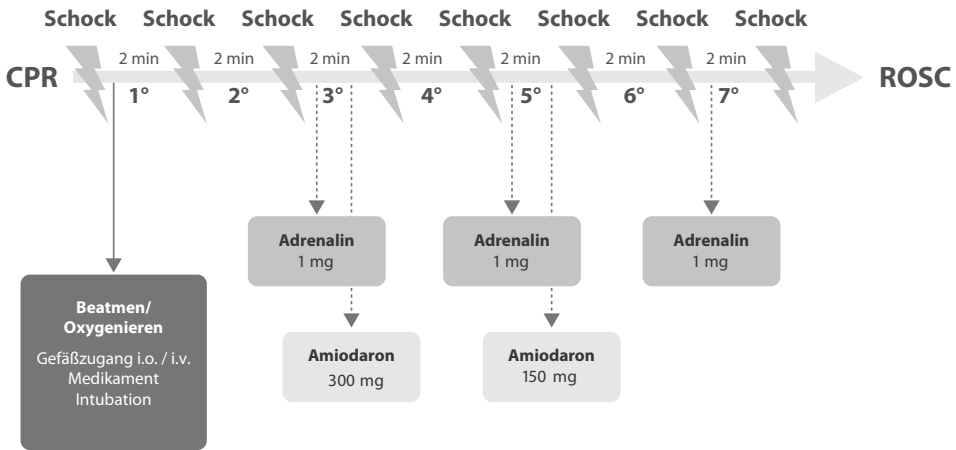 Schock Schock Schock Schock Schock Schock Schock Schock
2 min 2 min 2 min 2 min 2 min 2 min 2 min
CPR ROSC
1° 2° 3° 4° 5° 6° 7°
Adrenalin
1 mg
Adrenalin
1 mg
Adrenalin
1 mg
Beatmen/
Oxygenieren
Gefäßzugang i.o. / i.v.
Medikament
Intubation
Amiodaron
300 mg
Amiodaron
150 mg